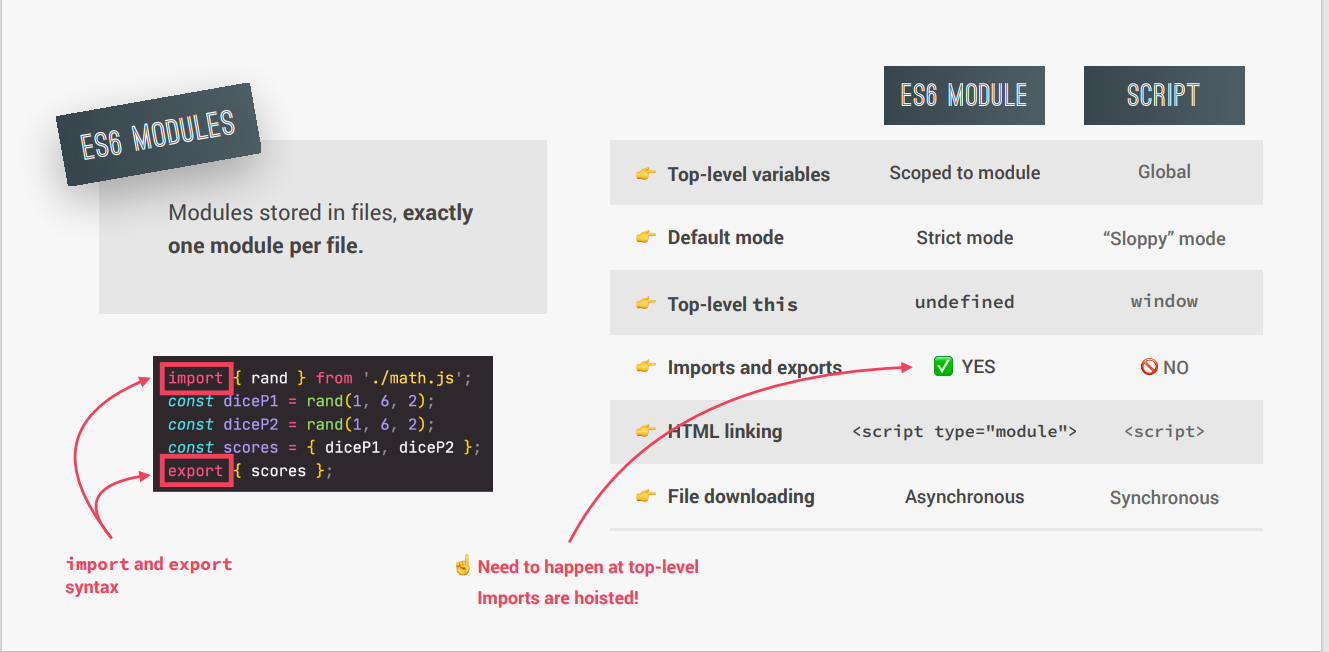 ES6 MODULES
Modules stored in files, exactly
one module per file.
import { rand } from './math.js';
const diceP1 = rand(1, 6, 2);
const diceP2 = rand(1, 6, 2);
const scores = { diceP1, diceP2 };
export { scores };
import and export
syntax
ES6 MODULE SCRIPT
👉 Top-level variables Scoped to module Global
👉 Default mode Strict mode “Sloppy” mode
👉 Top-level this undefined window
👉 Imports and exports ✅ YES 🚫 NO
👉 HTML linking <script type="module"> <script>
👉 File downloading Asynchronous Synchronous
☝️ Need to happen at top-level
Imports are hoisted!